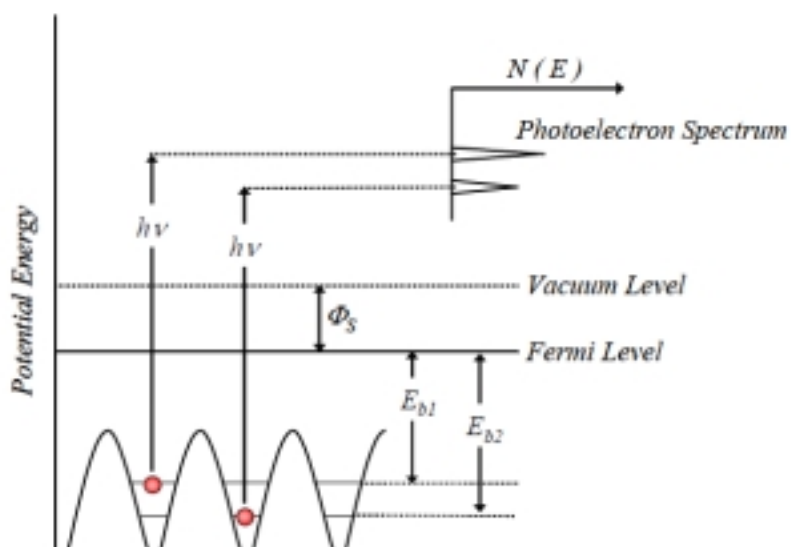 N ( E )
Photoelectron Spectrum
hν
hν
Potential Energy
Vacuum Level
ΦS
Fermi Level
Eb1
Eb2